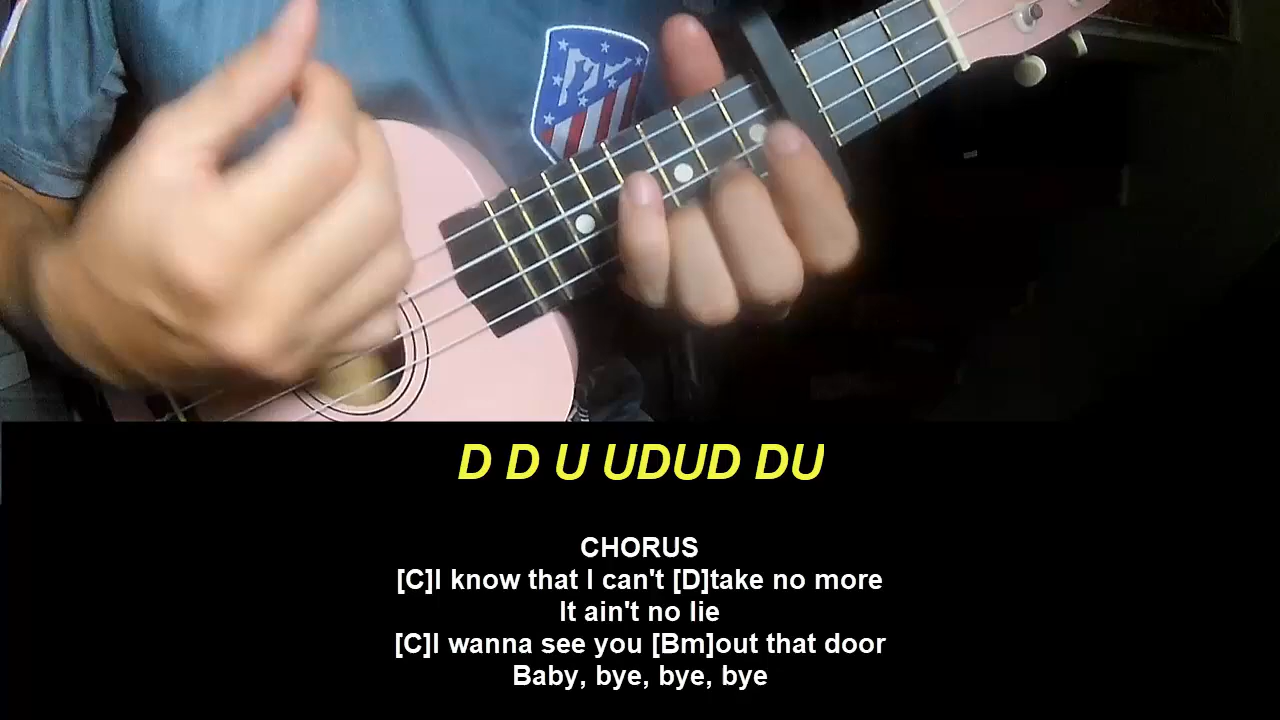 D D U UDUD DU
CHORUS
[C]I know that I can't [D]take no more
It ain't no lie
[C]I wanna see you [Bm]out that door
Baby, bye, bye, bye